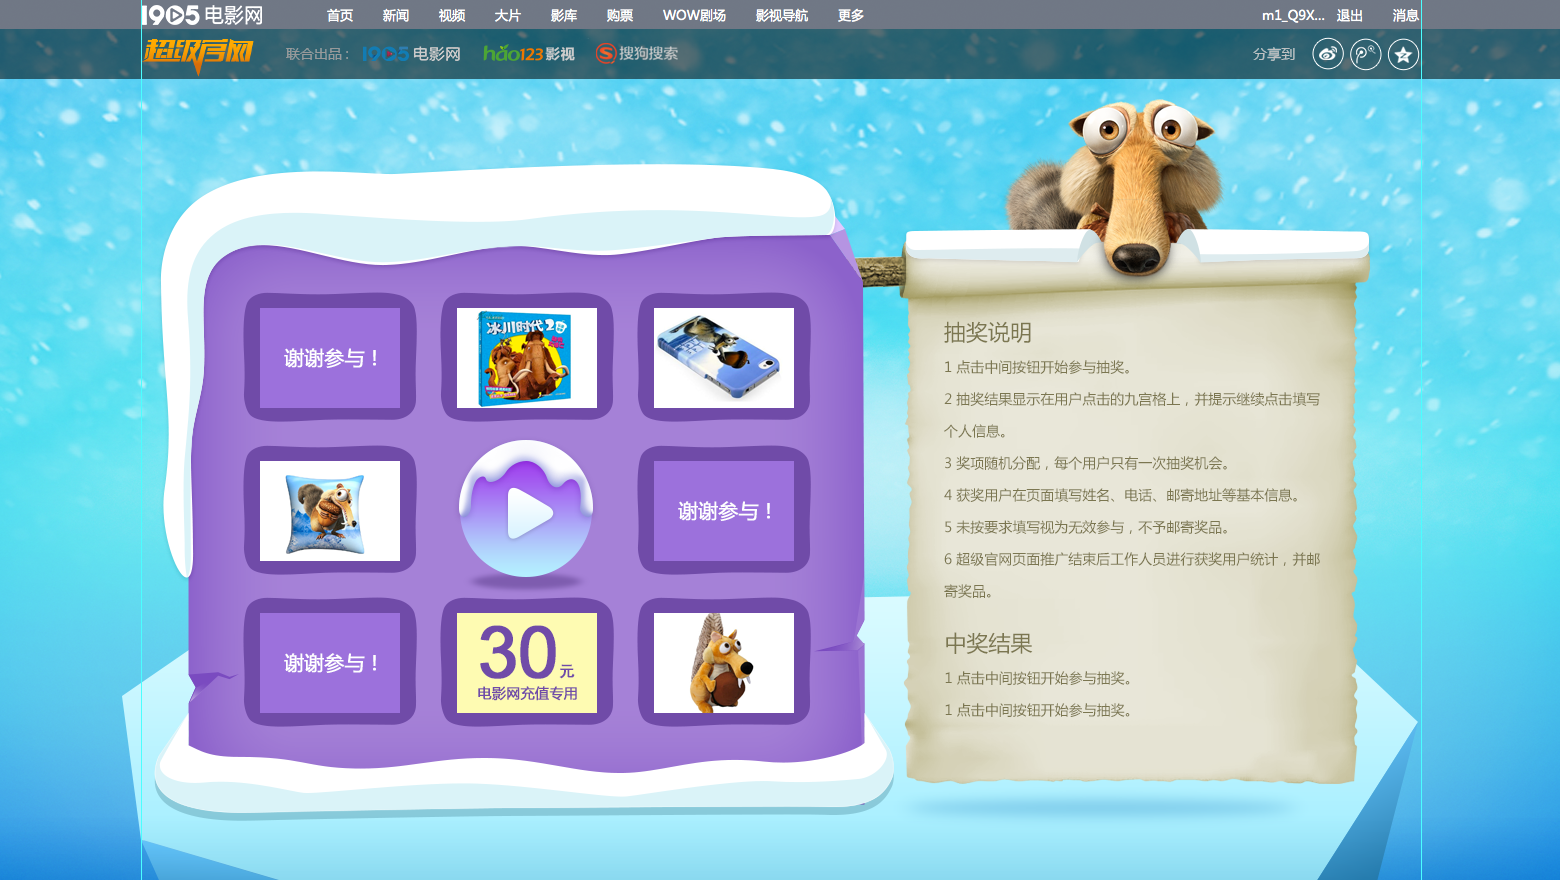 1905 电影网 首页 新闻 视频 大片 影库 购票 WOW剧场 影视导航 更多 m1_Q9X... 退出 消息
超级官网 联合出品： 1905 电影网 hao123影视 搜狗搜索 分享到
谢谢参与！
冰川时代2
谢谢参与！
谢谢参与！
30元
电影网充值专用
抽奖说明
1 点击中间按钮开始参与抽奖。
2 抽奖结果显示在用户点击的九宫格上，并提示继续点击填写
个人信息。
3 奖项随机分配，每个用户只有一次抽奖机会。
4 获奖用户在页面填写姓名、电话、邮寄地址等基本信息。
5 未按要求填写视为无效参与，不予邮寄奖品。
6 超级官网页面推广结束后工作人员进行获奖用户统计，并邮
寄奖品。
中奖结果
1 点击中间按钮开始参与抽奖。
1 点击中间按钮开始参与抽奖。